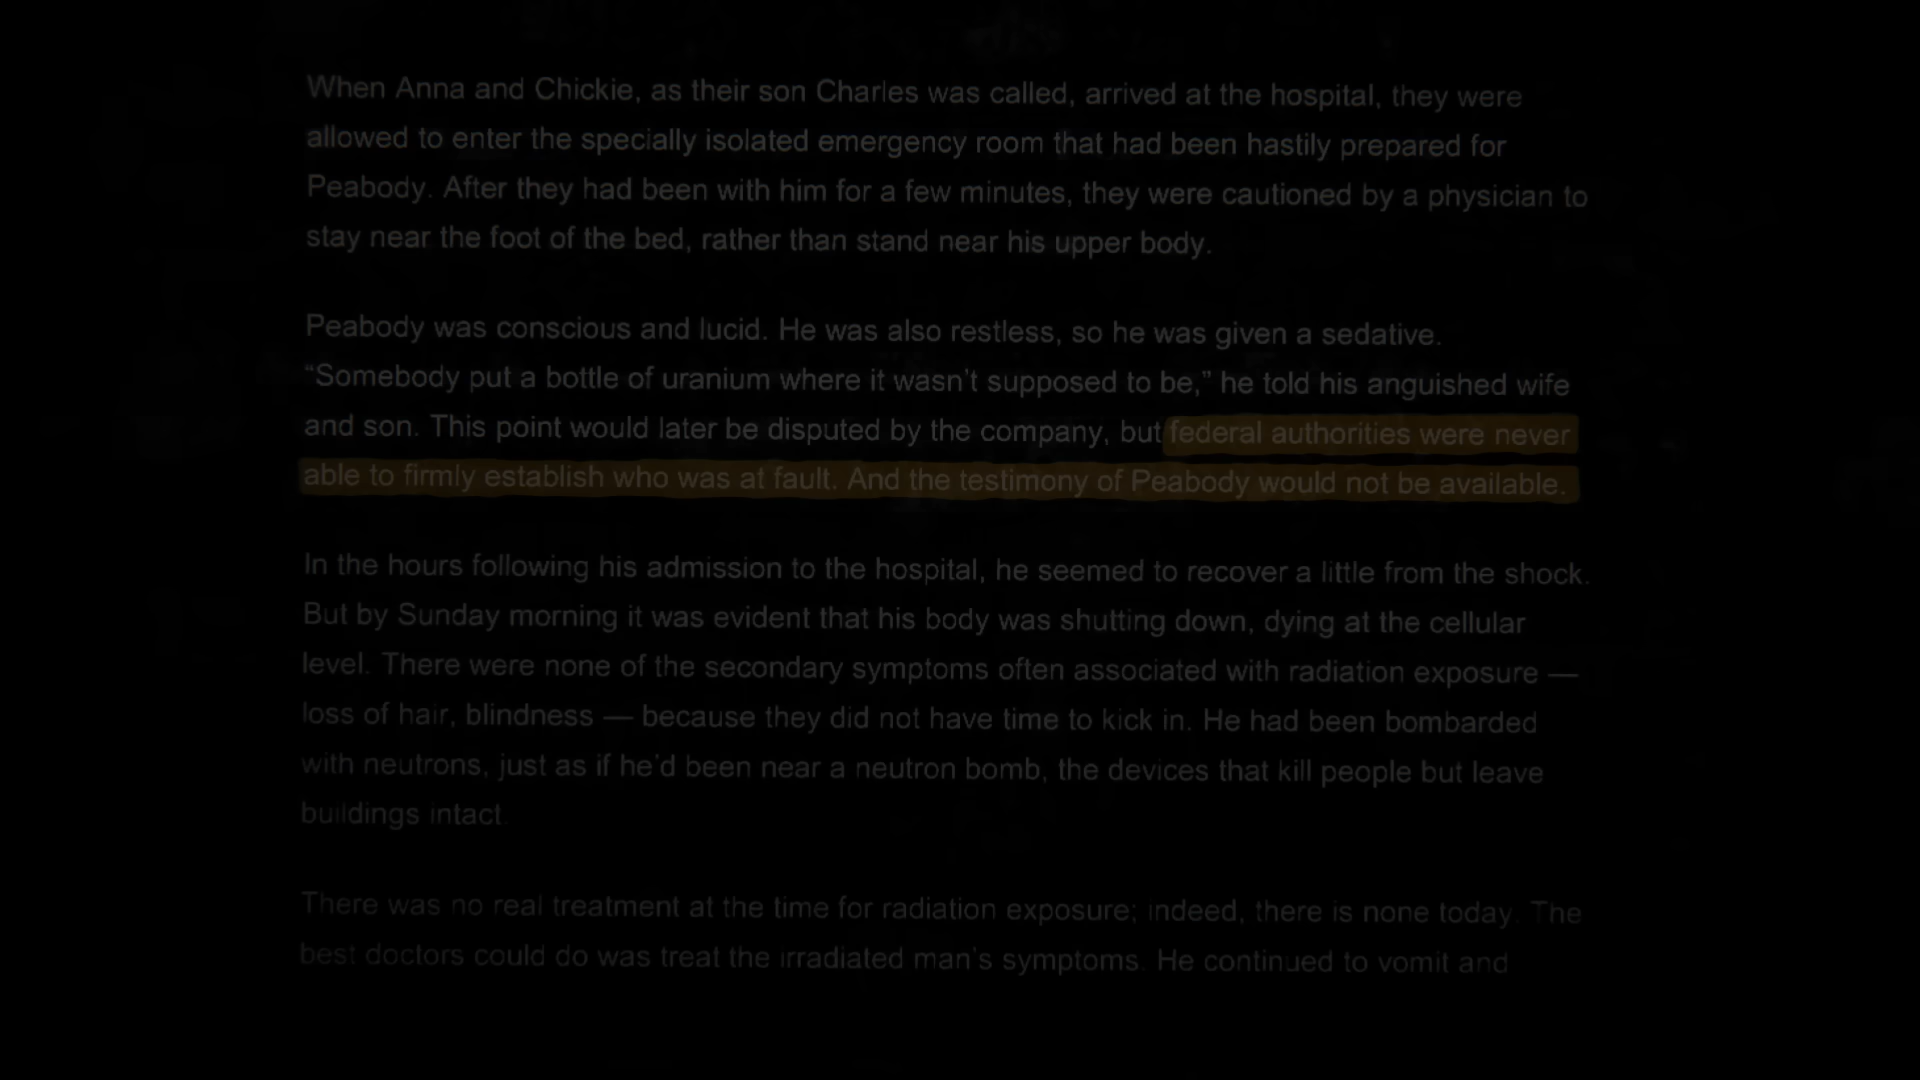 When Anna and Chickie, as their son Charles was called, arrived at the hospital, they were
allowed to enter the specially isolated emergency room that had been hastily prepared for
Peabody. After they had been with him for a few minutes, they were cautioned by a physician to
stay near the foot of the bed, rather than stand near his upper body.
Peabody was conscious and lucid. He was also restless, so he was given a sedative.
“Somebody put a bottle of uranium where it wasn’t supposed to be,” he told his anguished wife
and son. This point would later be disputed by the company, but federal authorities were never
able to firmly establish who was at fault. And the testimony of Peabody would not be available.
In the hours following his admission to the hospital, he seemed to recover a little from the shock.
But by Sunday morning it was evident that his body was shutting down, dying at the cellular
level. There were none of the secondary symptoms often associated with radiation exposure —
loss of hair, blindness — because they did not have time to kick in. He had been bombarded
with neutrons, just as if he’d been near a neutron bomb, the devices that kill people but leave
buildings intact.
There was no real treatment at the time for radiation exposure; indeed, there is none today. The
best doctors could do was treat the irradiated man’s symptoms. He continued to vomit and